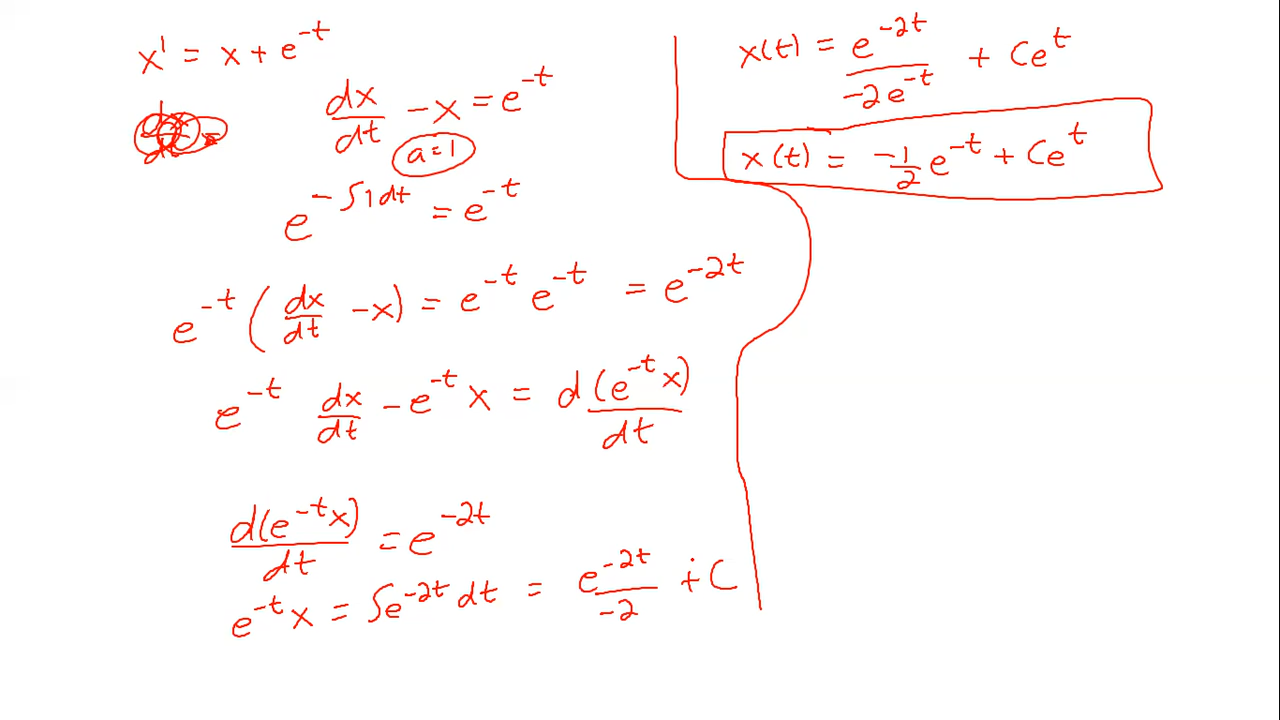 x' = x + e^{-t}
dx/dt - x = e^{-t}
a=1
e^{-∫1dt} = e^{-t}
e^{-t} ( dx/dt - x) = e^{-t} e^{-t} = e^{-2t}
e^{-t} dx/dt - e^{-t} x = d(e^{-t}x)/dt
d(e^{-t}x)/dt = e^{-2t}
e^{-t}x = ∫e^{-2t} dt = e^{-2t}/-2 + C
x(t) = e^{-2t}/-2e^{-t} + Ce^{t}
x(t) = -1/2 e^{-t} + Ce^{t}